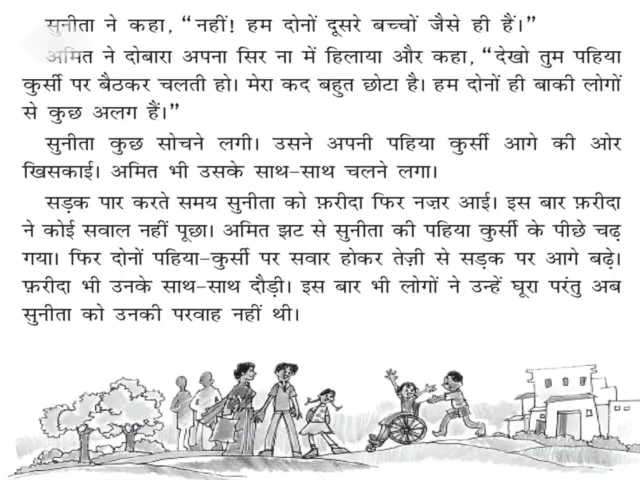 सुनीता ने कहा, “नहीं! हम दोनों दूसरे बच्चों जैसे ही हैं।”
अमित ने दोबारा अपना सिर ना में हिलाया और कहा, “देखो तुम पहिया
कुर्सी पर बैठकर चलती हो। मेरा कद बहुत छोटा है। हम दोनों ही बाकी लोगों
से कुछ अलग हैं।”
सुनीता कुछ सोचने लगी। उसने अपनी पहिया कुर्सी आगे की ओर
खिसकाई। अमित भी उसके साथ-साथ चलने लगा।
सड़क पार करते समय सुनीता को फ़रीदा फिर नज़र आई। इस बार फ़रीदा
ने कोई सवाल नहीं पूछा। अमित झट से सुनीता की पहिया कुर्सी के पीछे चढ़
गया। फिर दोनों पहिया-कुर्सी पर सवार होकर तेज़ी से सड़क पर आगे बढ़े।
फ़रीदा भी उनके साथ-साथ दौड़ी। इस बार भी लोगों ने उन्हें घूरा परंतु अब
सुनीता को उनकी परवाह नहीं थी।